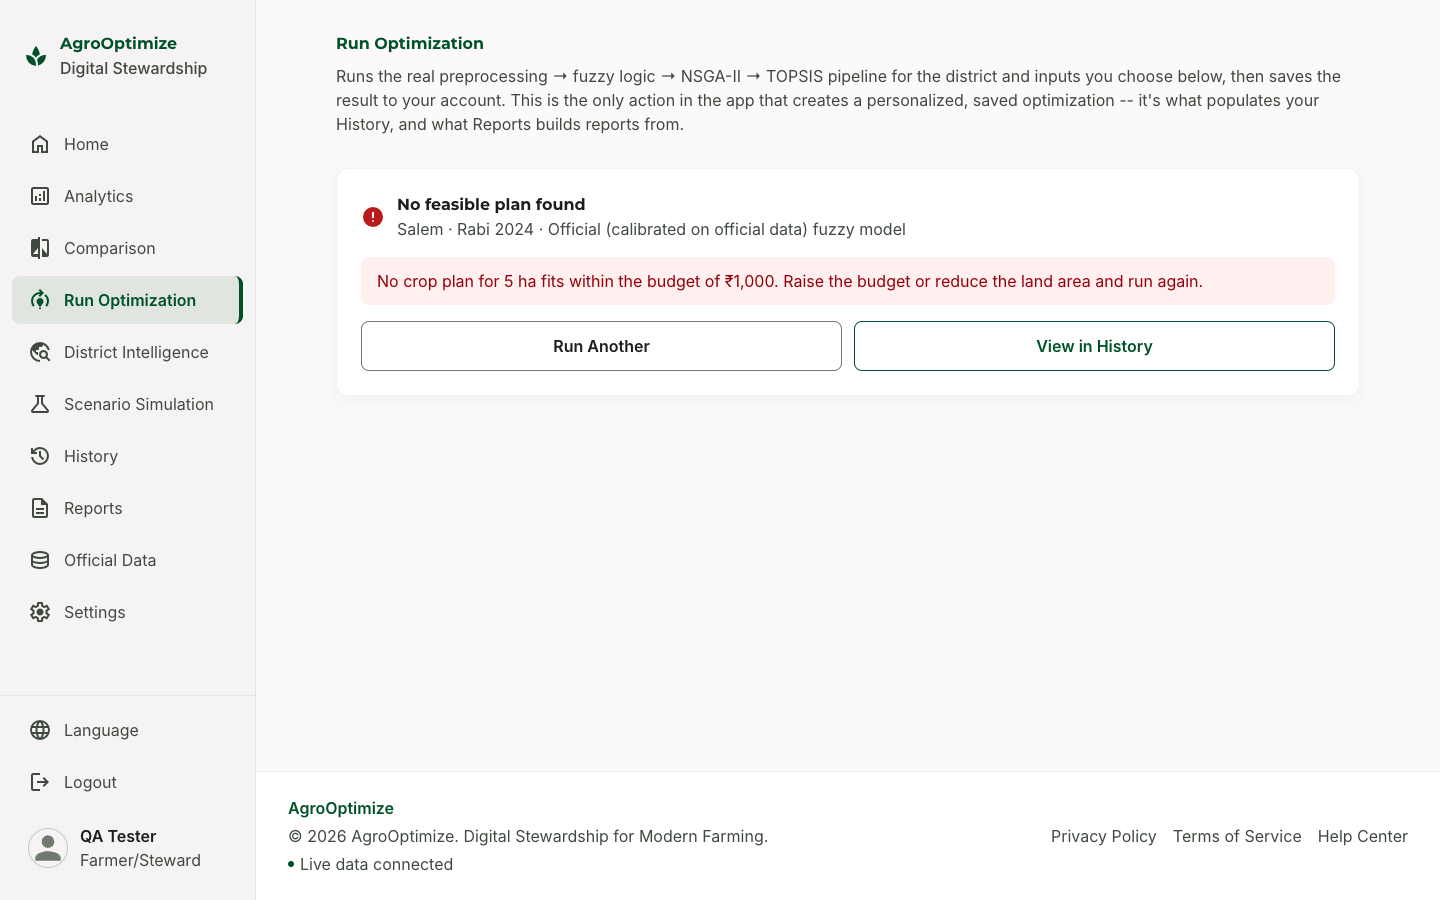 AgroOptimize
Digital Stewardship
Home
Analytics
Comparison
Run Optimization
District Intelligence
Scenario Simulation
History
Reports
Official Data
Settings
Language
Logout
QA Tester
Farmer/Steward
Run Optimization
Runs the real preprocessing → fuzzy logic → NSGA-II → TOPSIS pipeline for the district and inputs you choose below, then saves the
result to your account. This is the only action in the app that creates a personalized, saved optimization -- it's what populates your
History, and what Reports builds reports from.
No feasible plan found
Salem · Rabi 2024 · Official (calibrated on official data) fuzzy model
No crop plan for 5 ha fits within the budget of ₹1,000. Raise the budget or reduce the land area and run again.
Run Another
View in History
AgroOptimize
© 2026 AgroOptimize. Digital Stewardship for Modern Farming.
Live data connected
Privacy Policy Terms of Service Help Center